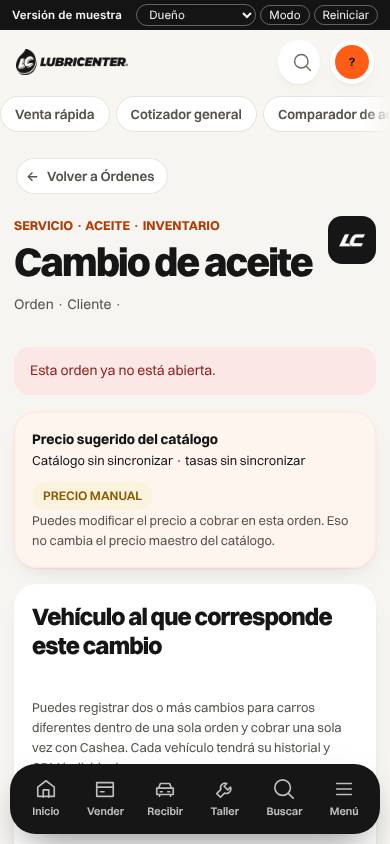 Versión de muestra Dueño Modo Reiniciar
LC LUBRICENTER. ?
Venta rápida Cotizador general Comparador de
← Volver a Órdenes
SERVICIO · ACEITE · INVENTARIO
Cambio de aceite LC
Orden · Cliente ·
Esta orden ya no está abierta.
Precio sugerido del catálogo
Catálogo sin sincronizar · tasas sin sincronizar
PRECIO MANUAL
Puedes modificar el precio a cobrar en esta orden. Eso
no cambia el precio maestro del catálogo.
Vehículo al que corresponde
este cambio
Puedes registrar dos o más cambios para carros
diferentes dentro de una sola orden y cobrar una sola
vez con Cashea. Cada vehículo tendrá su historial y
Inicio Vender Recibir Taller Buscar Menú